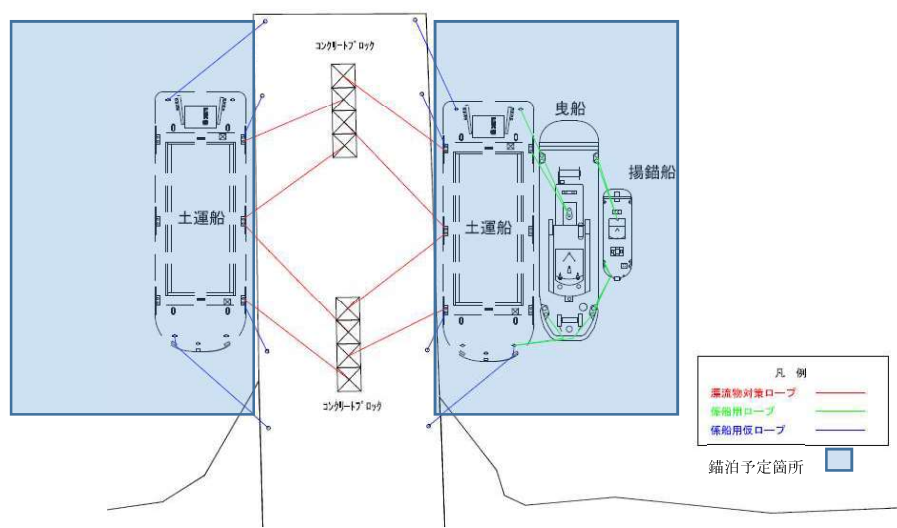 コンクリートブロック
曳船
揚錨船
土運船
土運船
コンクリートブロック
凡 例
漂流物対策ロープ
係船用ロープ
係船用仮ロープ
錨泊予定箇所